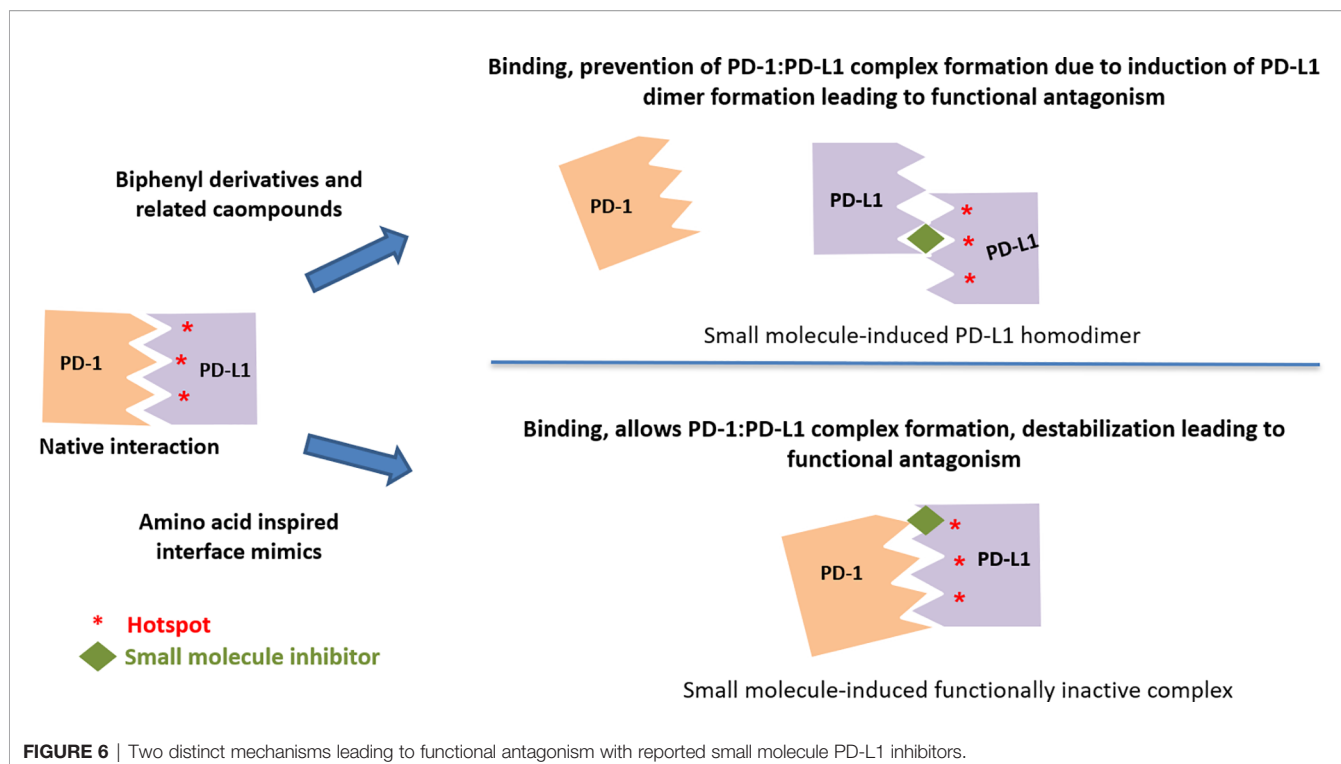 Binding, prevention of PD-1:PD-L1 complex formation due to induction of PD-L1
dimer formation leading to functional antagonism
Biphenyl derivatives and
related caompounds
PD-1
PD-L1
PD-L1
Small molecule-induced PD-L1 homodimer
PD-1
PD-L1
Native interaction
Binding, allows PD-1:PD-L1 complex formation, destabilization leading to
functional antagonism
Amino acid inspired
interface mimics
PD-1
PD-L1
* Hotspot
Small molecule inhibitor
Small molecule-induced functionally inactive complex
FIGURE 6 | Two distinct mechanisms leading to functional antagonism with reported small molecule PD-L1 inhibitors.